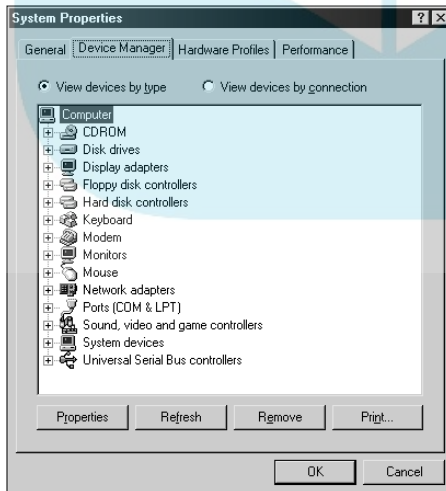 System Properties
General Device Manager Hardware Profiles Performance
View devices by type View devices by connection
Computer
CDROM
Disk drives
Display adapters
Floppy disk controllers
Hard disk controllers
Keyboard
Modem
Monitors
Mouse
Network adapters
Ports (COM & LPT)
Sound, video and game controllers
System devices
Universal Serial Bus controllers
Properties Refresh Remove Print...
OK Cancel